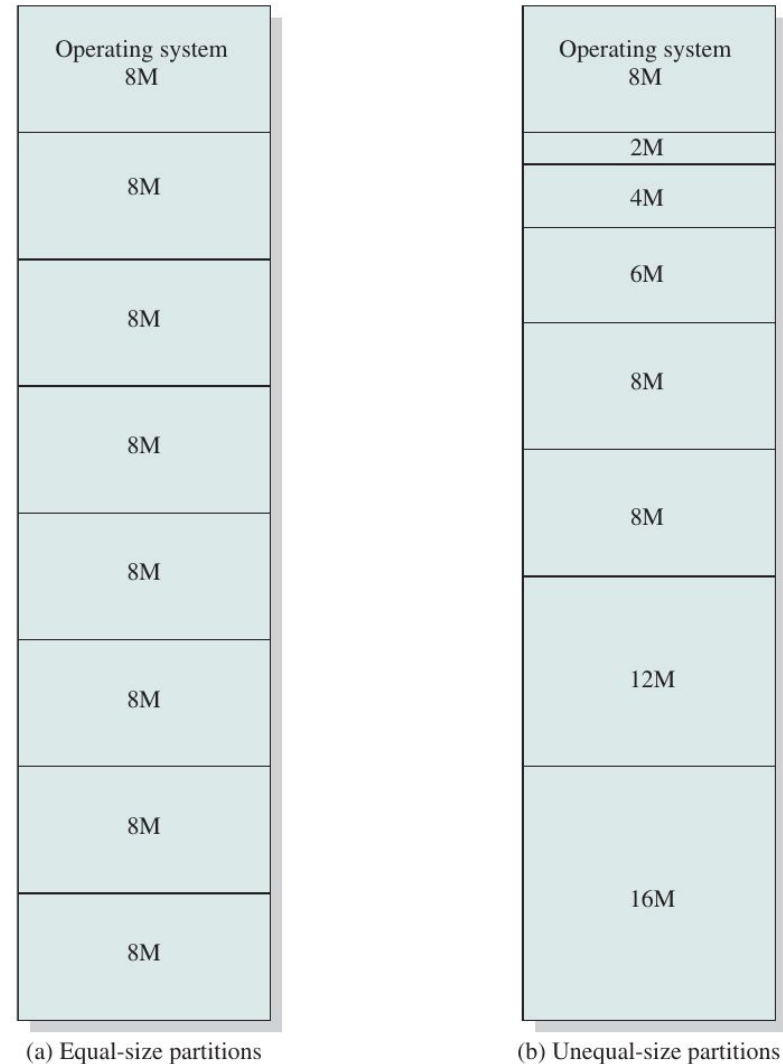 Operating system
8M
8M
8M
8M
8M
8M
8M
8M
(a) Equal-size partitions
Operating system
8M
2M
4M
6M
8M
8M
12M
16M
(b) Unequal-size partitions